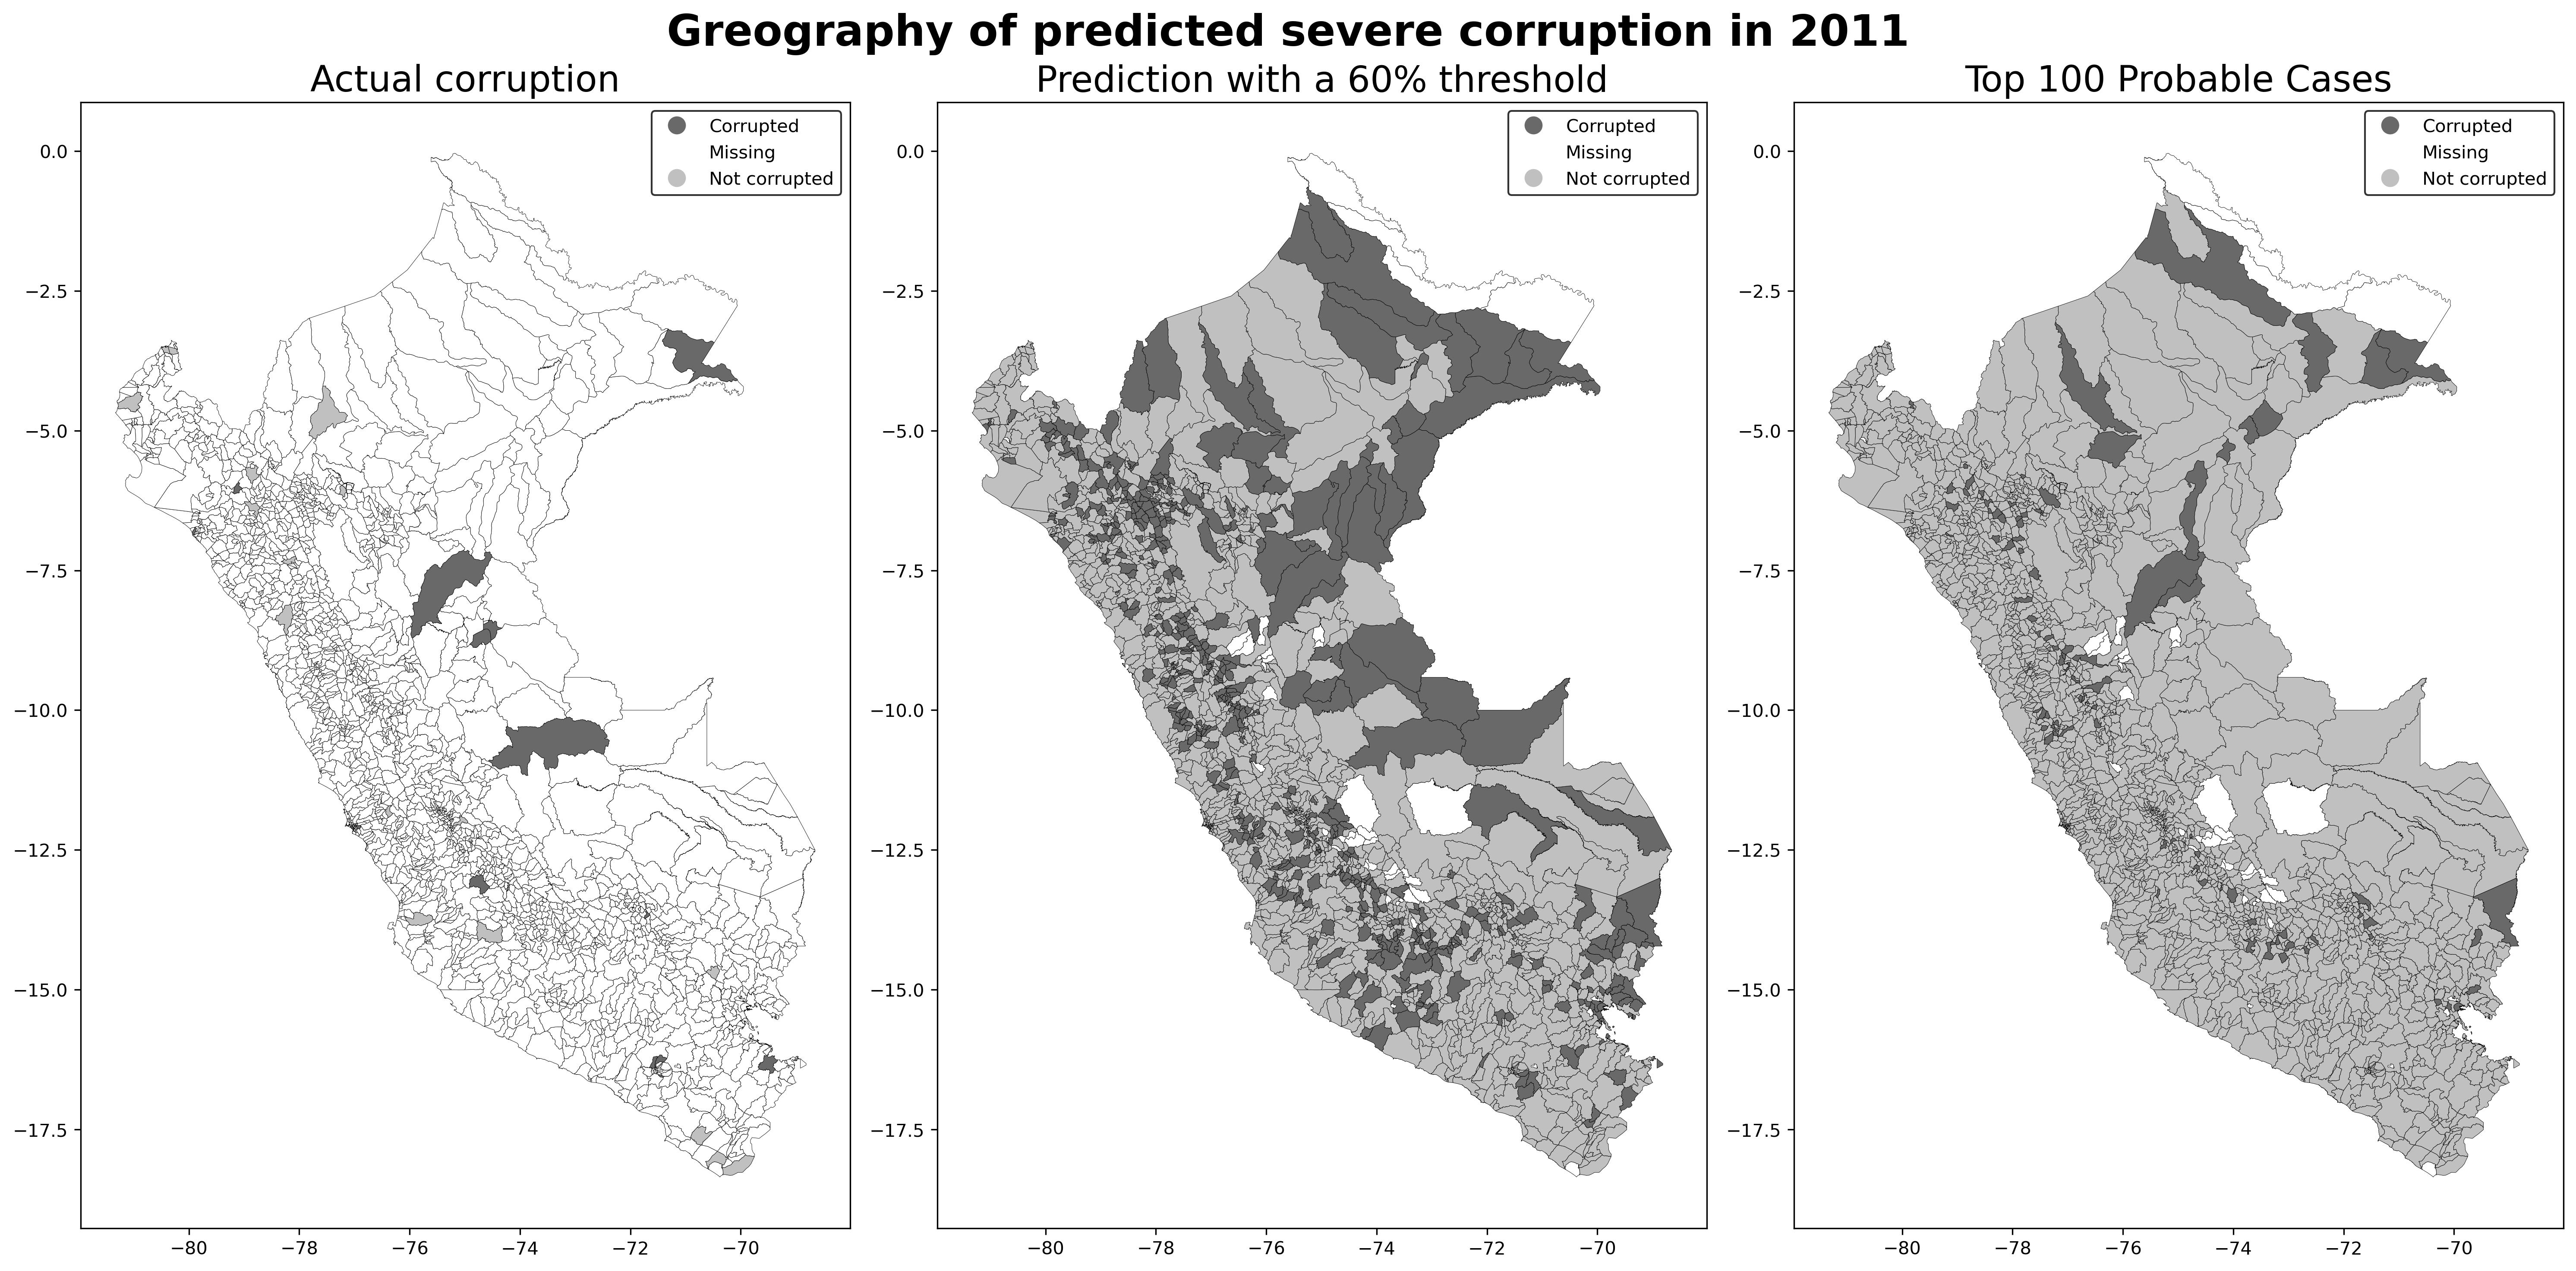 Greography of predicted severe corruption in 2011
Actual corruption
Corrupted
Missing
Not corrupted
0.0
−2.5
−5.0
−7.5
−10.0
−12.5
−15.0
−17.5
−80 −78 −76 −74 −72 −70
Prediction with a 60% threshold
Corrupted
Missing
Not corrupted
0.0
−2.5
−5.0
−7.5
−10.0
−12.5
−15.0
−17.5
−80 −78 −76 −74 −72 −70
Top 100 Probable Cases
Corrupted
Missing
Not corrupted
0.0
−2.5
−5.0
−7.5
−10.0
−12.5
−15.0
−17.5
−80 −78 −76 −74 −72 −70